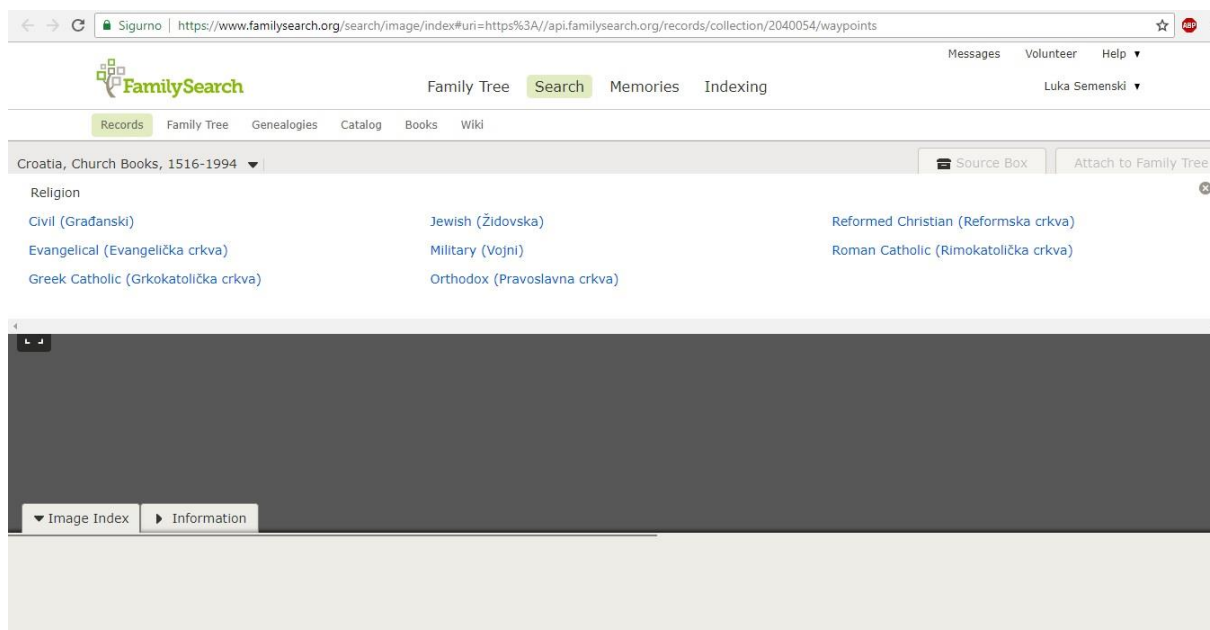 Sigurno | https://www.familysearch.org/search/image/index#uri=https%3A//api.familysearch.org/records/collection/2040054/waypoints
ABP
Messages Volunteer Help
FamilySearch Family Tree Search Memories Indexing Luka Semenski
Records Family Tree Genealogies Catalog Books Wiki
Croatia, Church Books, 1516-1994 Source Box Attach to Family Tree
Religion
Civil (Građanski) Jewish (Židovska) Reformed Christian (Reformska crkva)
Evangelical (Evangelička crkva) Military (Vojni) Roman Catholic (Rimokatolička crkva)
Greek Catholic (Grkokatolička crkva) Orthodox (Pravoslavna crkva)
Image Index Information